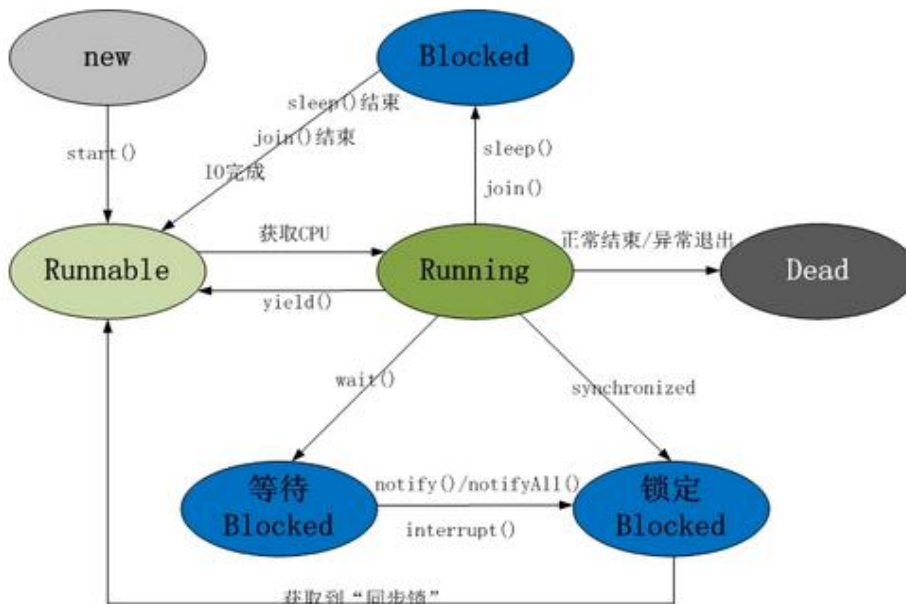 new
Blocked
sleep()结束
join()结束
IO完成
start()
sleep()
join()
Runnable
获取CPU
yield()
Running
正常结束/异常退出
Dead
wait()
synchronized
等待
Blocked
notify()/notifyAll()
interrupt()
锁定
Blocked
获取到“同步锁”